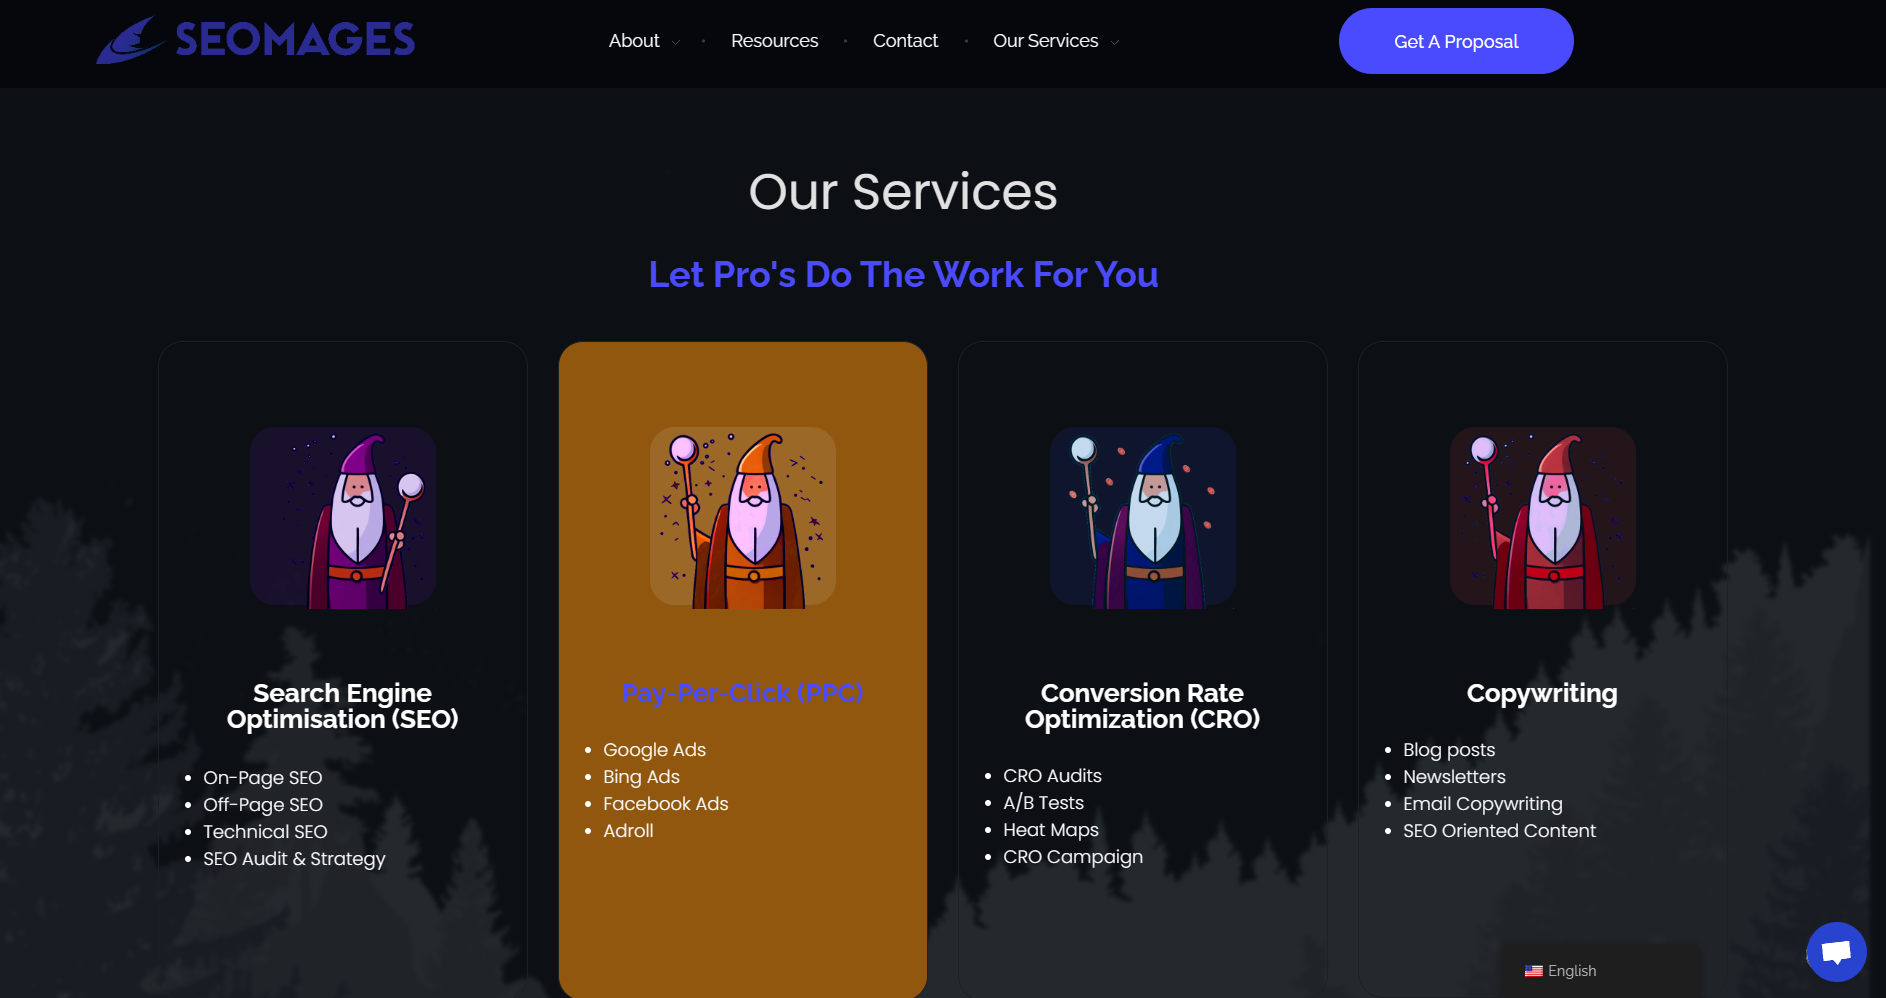 SEOMAGES
About
Resources
Contact
Our Services
Get A Proposal
Our Services
Let Pro's Do The Work For You
Search Engine
Optimisation (SEO)
On-Page SEO
Off-Page SEO
Technical SEO
SEO Audit & Strategy
Pay-Per-Click (PPC)
Google Ads
Bing Ads
Facebook Ads
Adroll
Conversion Rate
Optimization (CRO)
CRO Audits
A/B Tests
Heat Maps
CRO Campaign
Copywriting
Blog posts
Newsletters
Email Copywriting
SEO Oriented Content
English